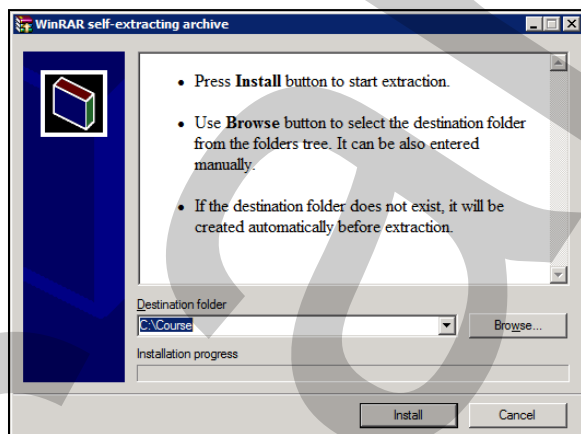 WinRAR self-extracting archive
• Press Install button to start extraction.
• Use Browse button to select the destination folder
from the folders tree. It can be also entered
manually.
• If the destination folder does not exist, it will be
created automatically before extraction.
Destination folder
C:\Course
Browse...
Installation progress
Install
Cancel